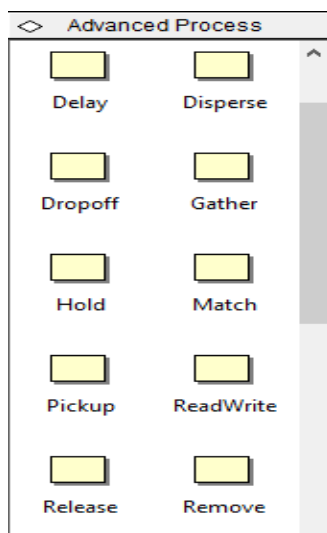 Advanced Process
Delay Disperse
Dropoff Gather
Hold Match
Pickup ReadWrite
Release Remove